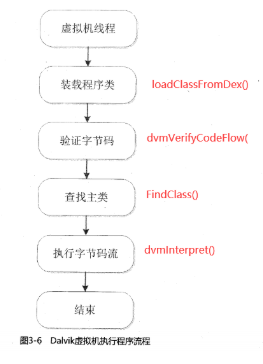 虚拟机线程
装载程序类 loadClassFromDex()
验证字节码 dvmVerifyCodeFlow(
查找主类 FindClass()
执行字节码流 dvmInterpret()
结束
图3-6 Dalvik虚拟机执行程序流程